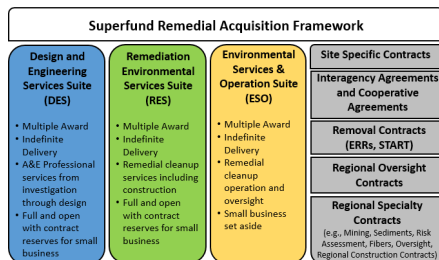 Superfund Remedial Acquisition Framework
Design and
Engineering
Services Suite
(DES)
• Multiple Award
• Indefinite
Delivery
• A&E Professional
services from
investigation
through design
• Full and open
with contract
reserves for small
business
Remediation
Environmental
Services Suite
(RES)
• Multiple Award
• Indefinite
Delivery
• Remedial cleanup
services including
construction
• Full and open
with contract
reserves for small
business
Environmental
Services &
Operation Suite
(ESO)
• Multiple Award
• Indefinite
Delivery
• Remedial
cleanup
operation and
oversight
• Small business
set aside
Site Specific Contracts
Interagency Agreements
and Cooperative
Agreements
Removal Contracts
(ERRs, START)
Regional Oversight
Contracts
Regional Specialty
Contracts
(e.g., Mining, Sediments, Risk
Assessment, Fibers, Oversight,
Regional Construction Contracts)